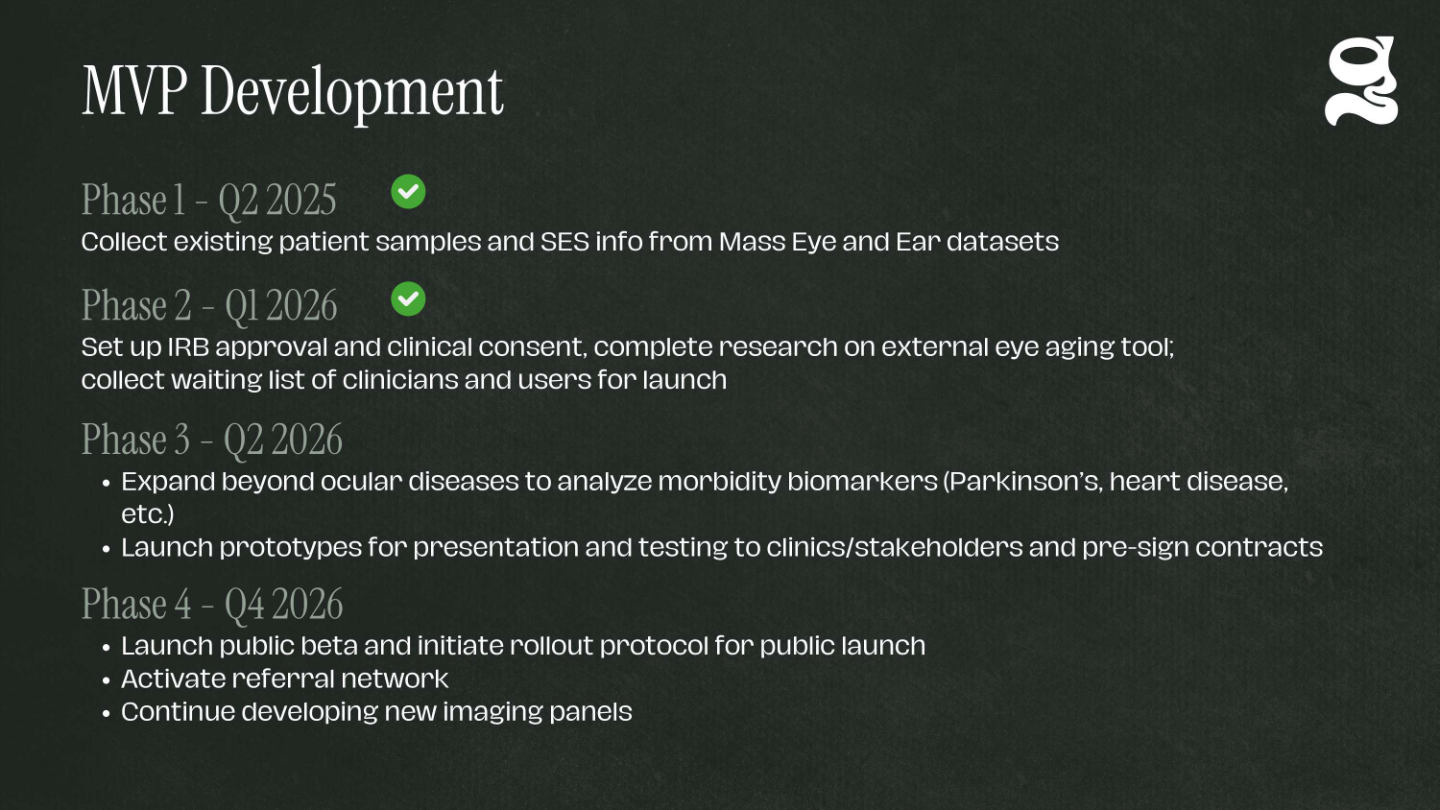 MVP Development
Phase 1 - Q2 2025
Collect existing patient samples and SES info from Mass Eye and Ear datasets
Phase 2 - Q1 2026
Set up IRB approval and clinical consent, complete research on external eye aging tool;
collect waiting list of clinicians and users for launch
Phase 3 - Q2 2026
• Expand beyond ocular diseases to analyze morbidity biomarkers (Parkinson’s, heart disease,
etc.)
• Launch prototypes for presentation and testing to clinics/stakeholders and pre-sign contracts
Phase 4 - Q4 2026
• Launch public beta and initiate rollout protocol for public launch
• Activate referral network
• Continue developing new imaging panels